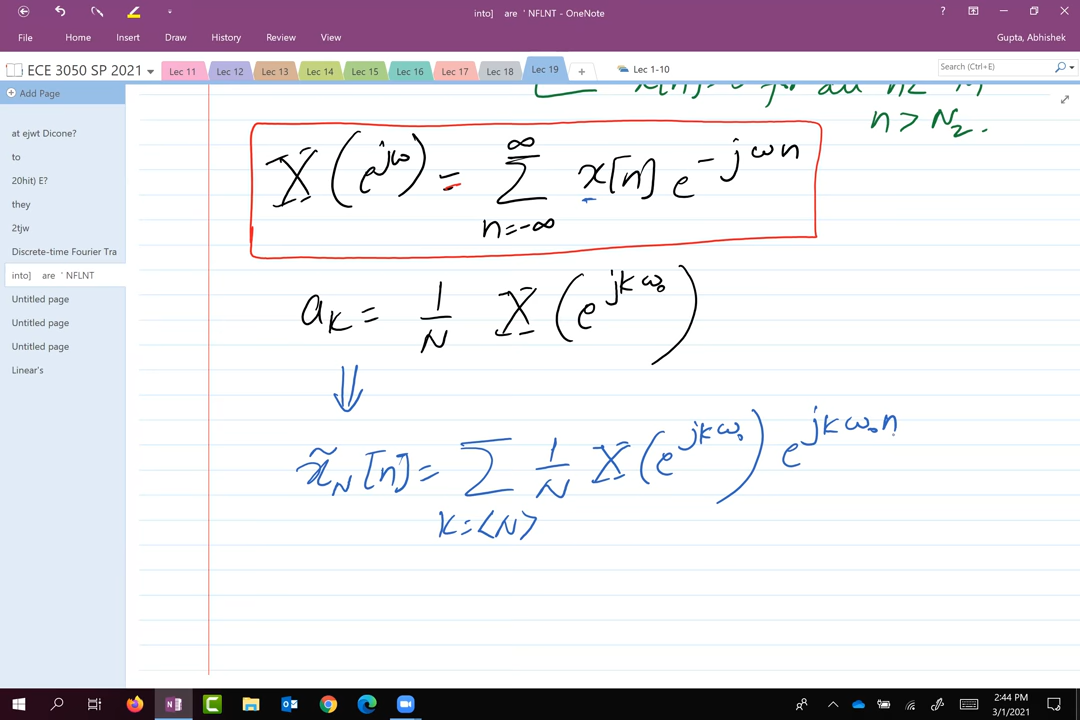 into] are ' NFLNT - OneNote
File Home Insert Draw History Review View Gupta, Abhishek
ECE 3050 SP 2021 Lec 11 Lec 12 Lec 13 Lec 14 Lec 15 Lec 16 Lec 17 Lec 18 Lec 19 + Lec 1-10 Search (Ctrl+E)
Add Page
at ejwt Dicone?
to
20hit) E?
they
2tjw
Discrete-time Fourier Tra
into] are ' NFLNT
Untitled page
Untitled page
Untitled page
Linear's
for all
n > N₂.
X(e^{jω}) = ∑_{n=-∞}^{∞} x[n] e^{-jωn}
a_k = 1/N X(e^{jkω₀})
x̃_N[n] = ∑_{k=<N>} 1/N X(e^{jkω₀}) e^{jkω₀n}
2:44 PM
3/1/2021